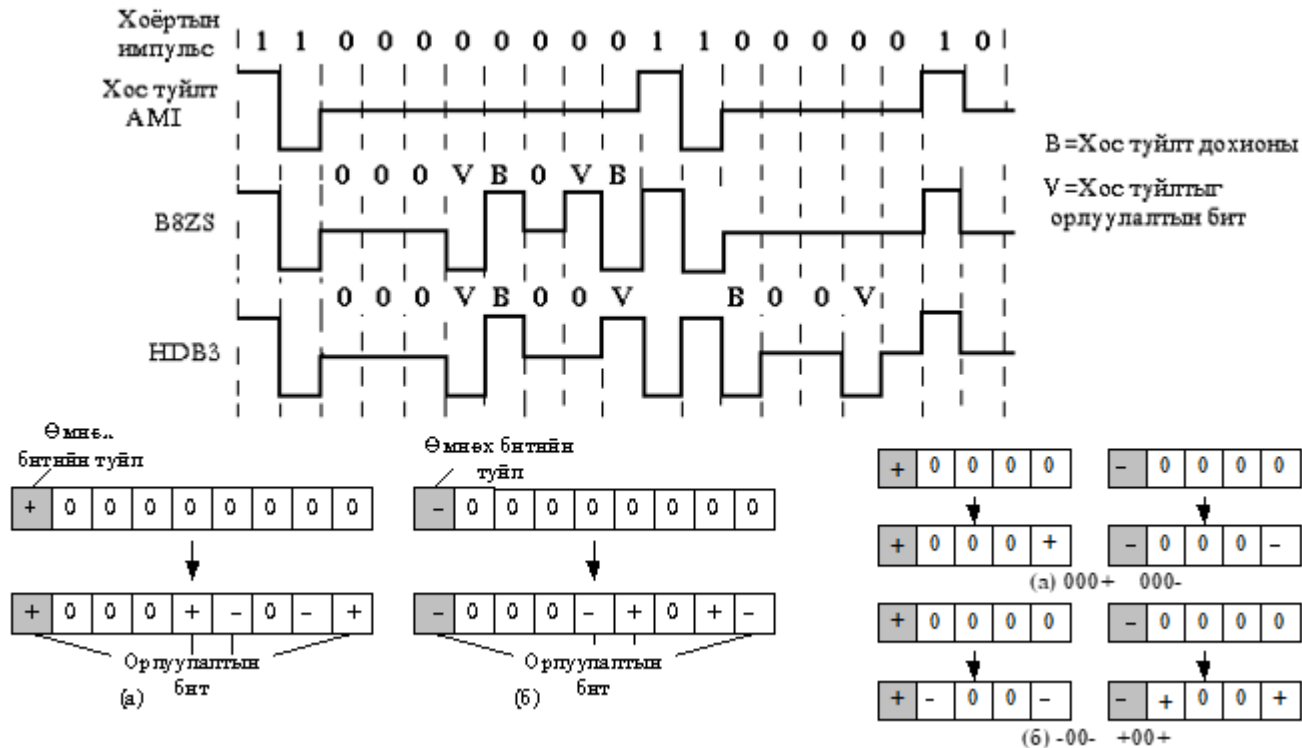 Хоёртын
импульс
1 1 0 0 0 0 0 0 0 0 1 1 0 0 0 0 0 1 0
Хос туйлт
AMI
0 0 0 V B 0 V B
B8ZS
0 0 0 V B 0 0 V B 0 0 V
HDB3
B=Хос туйлт дохионы
V=Хос туйлтыг
орлуулалтын бит
Өмнөх
битийн туйл
+ 0 0 0 0 0 0 0 0
+ 0 0 0 + - 0 - +
Орлуулалтын
бит
(а)
Өмнөх битийн
туйл
- 0 0 0 0 0 0 0 0
- 0 0 0 - + 0 + -
Орлуулалтын
бит
(б)
+ 0 0 0 0 - 0 0 0 0
+ 0 0 0 + - 0 0 0 -
(а) 000+ 000-
+ 0 0 0 0 - 0 0 0 0
+ - 0 0 - - + 0 0 +
(б) -00- +00+